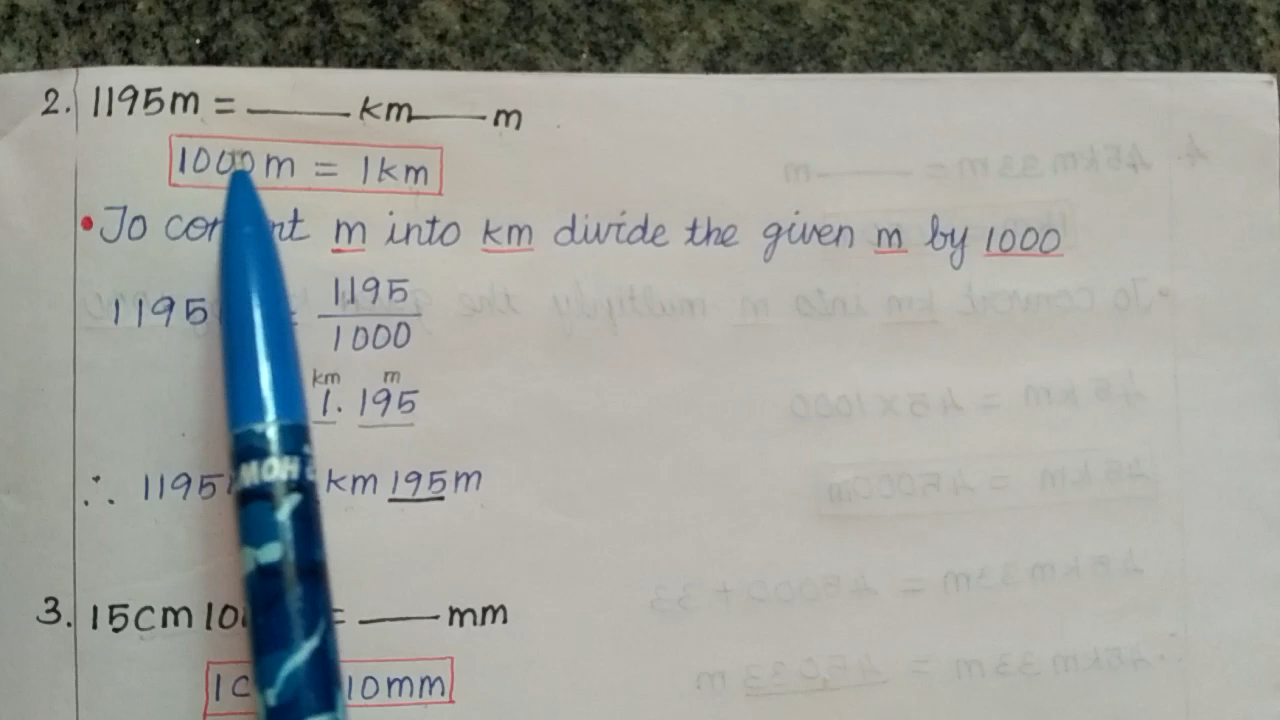 2. 1195m = ____ km ____ m
1000m = 1km
• To convert m into km divide the given m by 1000
1195 = 1195
1000
km m
1. 195
∴ 1195 km 195m
3. 15cm 10 = ____ mm
1c 10mm